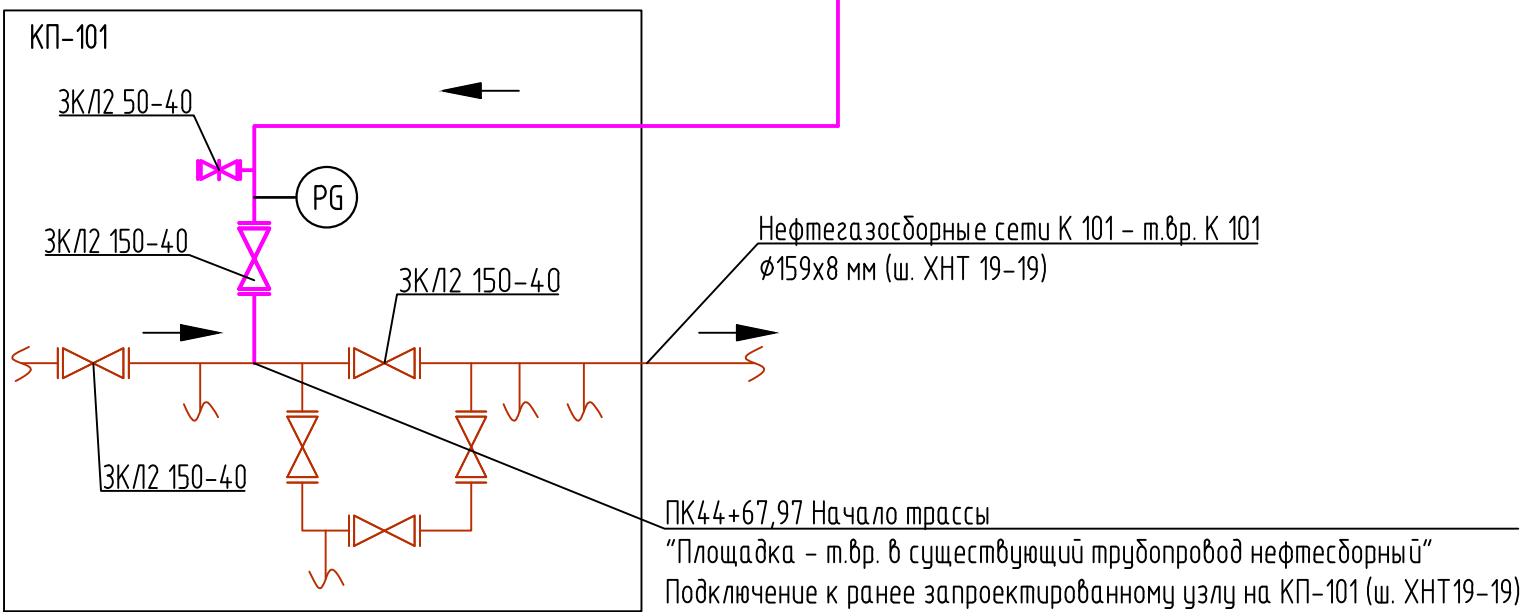 КП-101
ЗКЛ2 50-40
PG
ЗКЛ2 150-40
Нефтегазосборные сети К 101 - т.вр. К 101
Ø159х8 мм (ш. ХНТ 19-19)
ЗКЛ2 150-40
ЗКЛ2 150-40
ПК44+67,97 Начало трассы
"Площадка - т.вр. в существующий трубопровод нефтесборный"
Подключение к ранее запроектированному узлу на КП-101 (ш. ХНТ19-19)